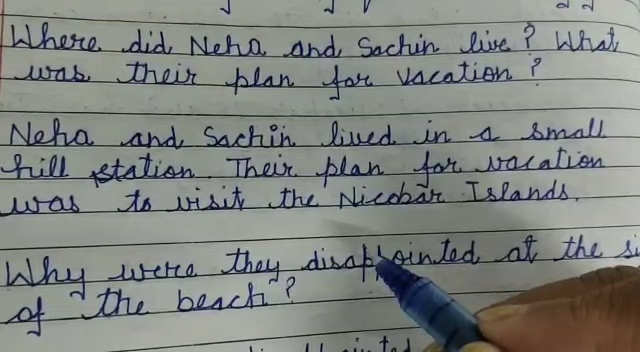 Where did Neha and Sachin live? What
was their plan for vacation?
Neha and Sachin lived in a small
hill station. Their plan for vacation
was to visit the Nicobar Islands.
Why were they disappointed at the
of the beach?